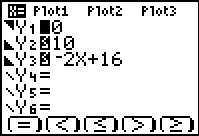 X= Plot1 Plot2 Plot3
Y1 0
Y2 10
Y3 -2X+16
Y4=
Y5=
Y6=
= < ≤ > ≥